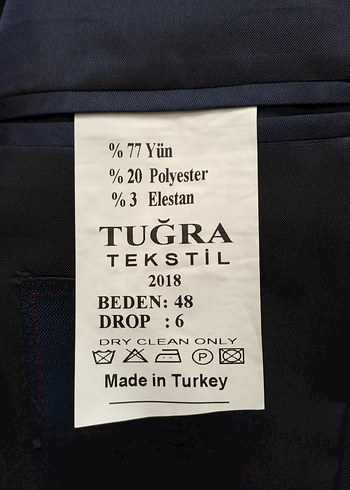 % 77 Yün
% 20 Polyester
% 3 Elestan
TUĞRA
TEKSTİL
2018
BEDEN: 48
DROP : 6
DRY CLEAN ONLY
P
Made in Turkey